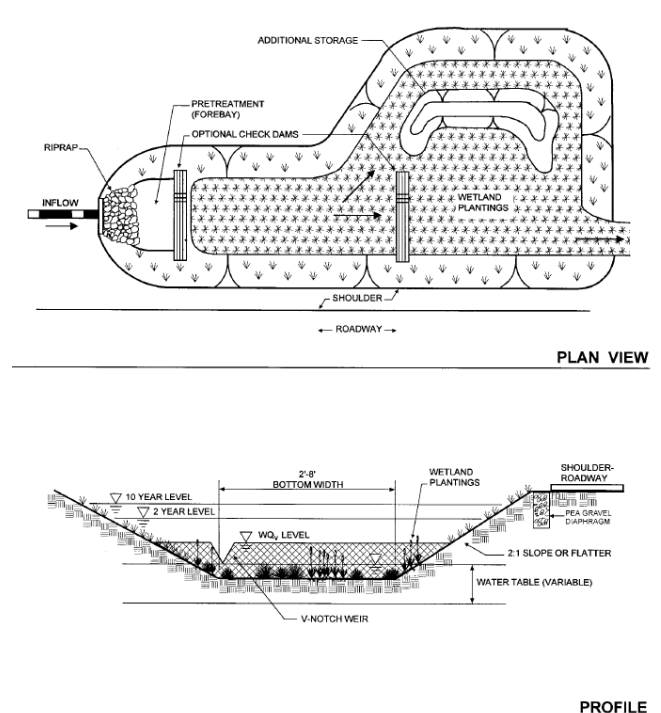 ADDITIONAL STORAGE
PRETREATMENT
(FOREBAY)
OPTIONAL CHECK DAMS
RIPRAP
INFLOW
WETLAND
PLANTINGS
SHOULDER
ROADWAY
PLAN VIEW
2'-8'
BOTTOM WIDTH
WETLAND
PLANTINGS
SHOULDER-
ROADWAY
10 YEAR LEVEL
2 YEAR LEVEL
WQv LEVEL
PEA GRAVEL
DIAPHRAGM
2:1 SLOPE OR FLATTER
WATER TABLE (VARIABLE)
V-NOTCH WEIR
PROFILE